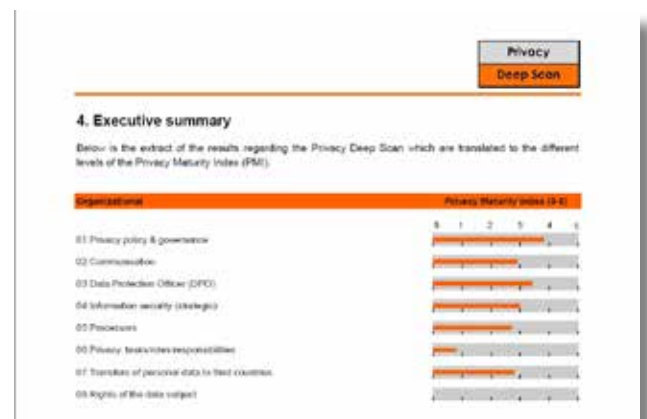 Privacy
Deep Scan
4. Executive summary
Below is the extract of the results regarding the Privacy Deep Scan which are translated to the different
levels of the Privacy Maturity Index (PMI).
Organizational Privacy Maturity Index (0-5)
0 1 2 3 4 5
01 Privacy policy & governance
02 Communication
03 Data Protection Officer (DPO)
04 Information security (strategic)
05 Processors
06 Privacy tasks/roles/responsibilities
07 Transfers of personal data to third countries
08 Rights of the data subject